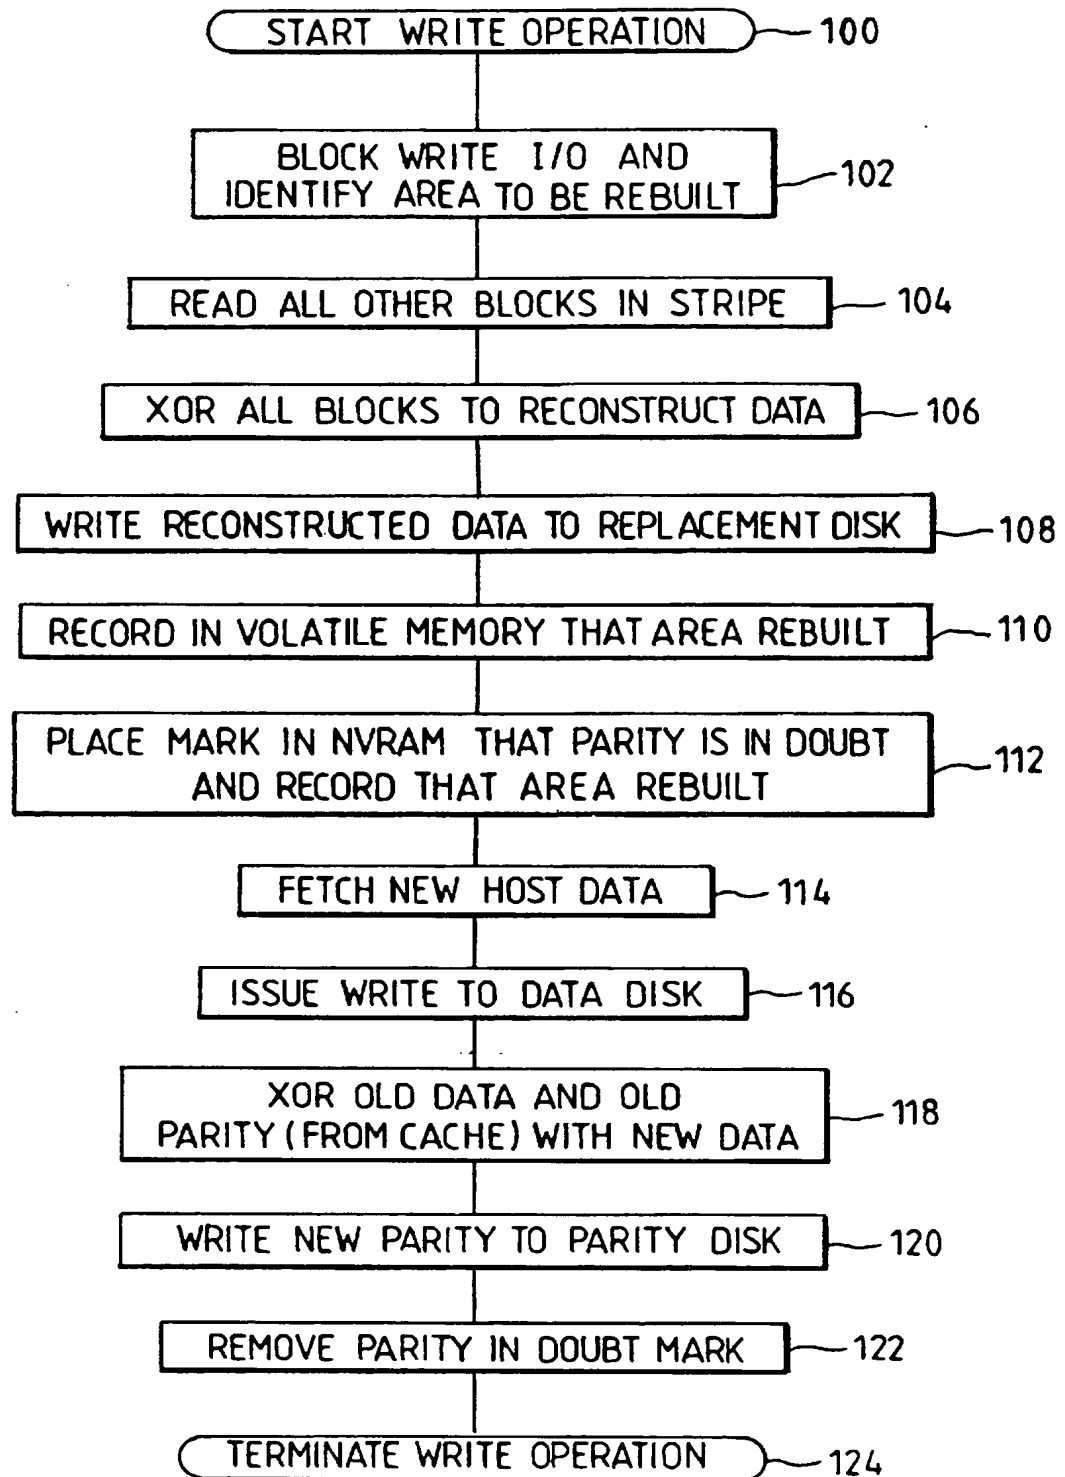 START WRITE OPERATION 100
BLOCK WRITE I/O AND
IDENTIFY AREA TO BE REBUILT 102
READ ALL OTHER BLOCKS IN STRIPE 104
XOR ALL BLOCKS TO RECONSTRUCT DATA 106
WRITE RECONSTRUCTED DATA TO REPLACEMENT DISK 108
RECORD IN VOLATILE MEMORY THAT AREA REBUILT 110
PLACE MARK IN NVRAM THAT PARITY IS IN DOUBT
AND RECORD THAT AREA REBUILT 112
FETCH NEW HOST DATA 114
ISSUE WRITE TO DATA DISK 116
XOR OLD DATA AND OLD
PARITY (FROM CACHE) WITH NEW DATA 118
WRITE NEW PARITY TO PARITY DISK 120
REMOVE PARITY IN DOUBT MARK 122
TERMINATE WRITE OPERATION 124